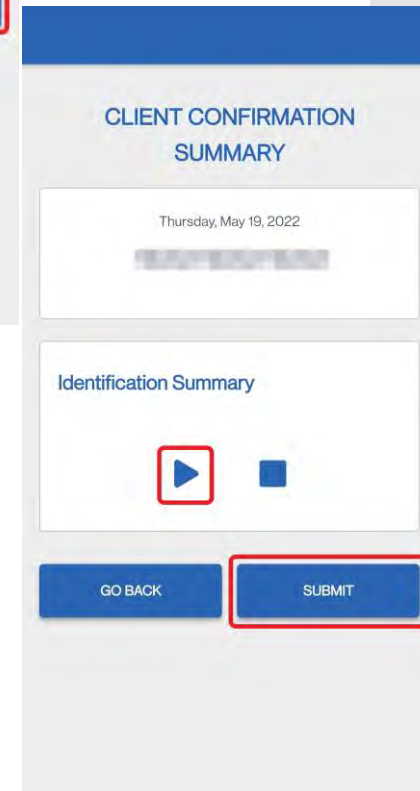 CLIENT CONFIRMATION
SUMMARY
Thursday, May 19, 2022
Identification Summary
GO BACK
SUBMIT